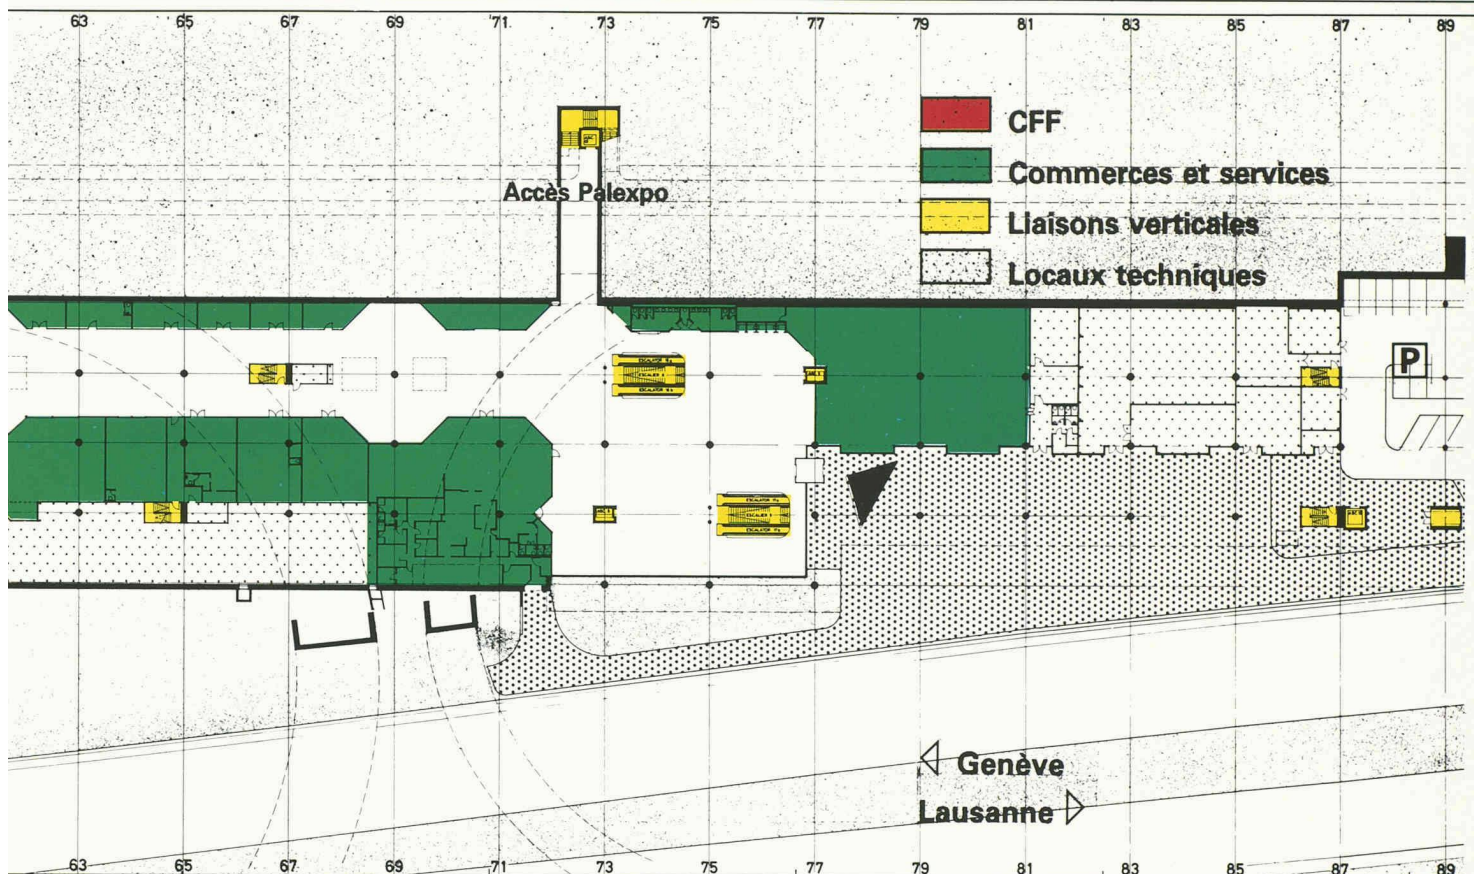 63 65 67 69 71 73 75 77 79 81 83 85 87 89
CFF
Commerces et services
Accès Palexpo
Liaisons verticales
Locaux techniques
P
Genève
Lausanne
63 65 67 69 71 73 75 77 79 81 83 85 87 89